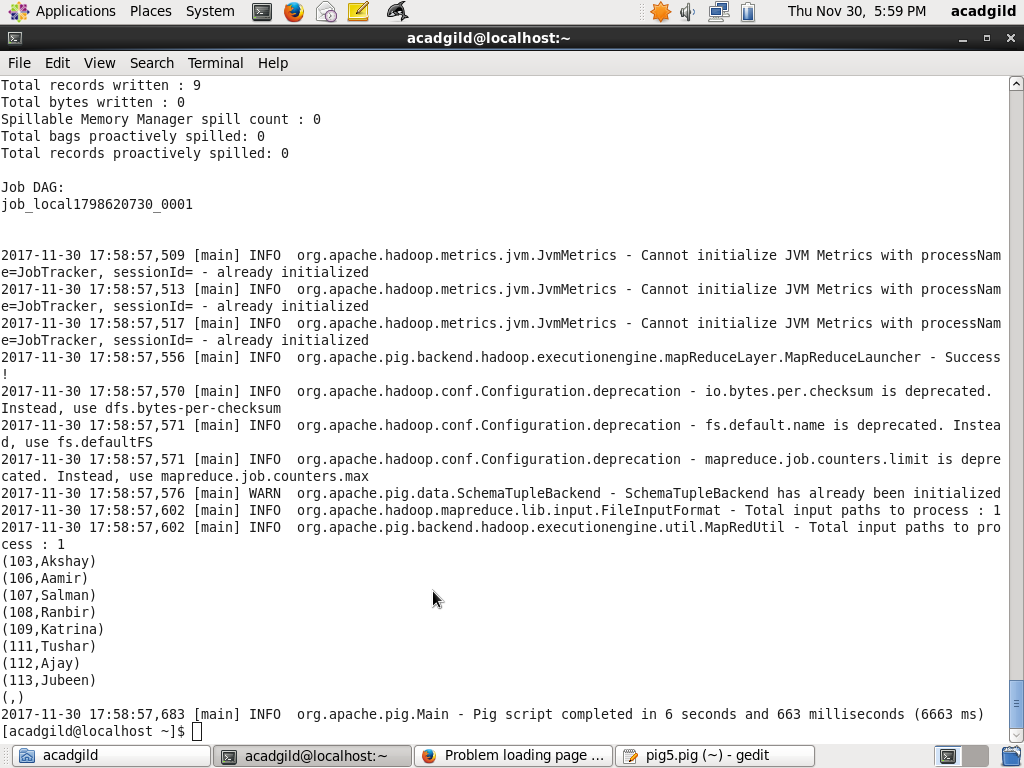 Applications Places System Thu Nov 30, 5:59 PM acadgild
acadgild@localhost:~
File Edit View Search Terminal Help
Total records written : 9
Total bytes written : 0
Spillable Memory Manager spill count : 0
Total bags proactively spilled: 0
Total records proactively spilled: 0
Job DAG:
job_local1798620730_0001
2017-11-30 17:58:57,509 [main] INFO  org.apache.hadoop.metrics.jvm.JvmMetrics - Cannot initialize JVM Metrics with processNam
e=JobTracker, sessionId= - already initialized
2017-11-30 17:58:57,513 [main] INFO  org.apache.hadoop.metrics.jvm.JvmMetrics - Cannot initialize JVM Metrics with processNam
e=JobTracker, sessionId= - already initialized
2017-11-30 17:58:57,517 [main] INFO  org.apache.hadoop.metrics.jvm.JvmMetrics - Cannot initialize JVM Metrics with processNam
e=JobTracker, sessionId= - already initialized
2017-11-30 17:58:57,556 [main] INFO  org.apache.pig.backend.hadoop.executionengine.mapReduceLayer.MapReduceLauncher - Success
!
2017-11-30 17:58:57,570 [main] INFO  org.apache.hadoop.conf.Configuration.deprecation - io.bytes.per.checksum is deprecated.
Instead, use dfs.bytes-per-checksum
2017-11-30 17:58:57,571 [main] INFO  org.apache.hadoop.conf.Configuration.deprecation - fs.default.name is deprecated. Instea
d, use fs.defaultFS
2017-11-30 17:58:57,571 [main] INFO  org.apache.hadoop.conf.Configuration.deprecation - mapreduce.job.counters.limit is depre
cated. Instead, use mapreduce.job.counters.max
2017-11-30 17:58:57,576 [main] WARN  org.apache.pig.data.SchemaTupleBackend - SchemaTupleBackend has already been initialized
2017-11-30 17:58:57,602 [main] INFO  org.apache.hadoop.mapreduce.lib.input.FileInputFormat - Total input paths to process : 1
2017-11-30 17:58:57,602 [main] INFO  org.apache.pig.backend.hadoop.executionengine.util.MapRedUtil - Total input paths to pro
cess : 1
(103,Akshay)
(106,Aamir)
(107,Salman)
(108,Ranbir)
(109,Katrina)
(111,Tushar)
(112,Ajay)
(113,Jubeen)
(,)
2017-11-30 17:58:57,683 [main] INFO  org.apache.pig.Main - Pig script completed in 6 seconds and 663 milliseconds (6663 ms)
[acadgild@localhost ~]$
acadgild acadgild@localhost:~ Problem loading page ... pig5.pig (~) - gedit